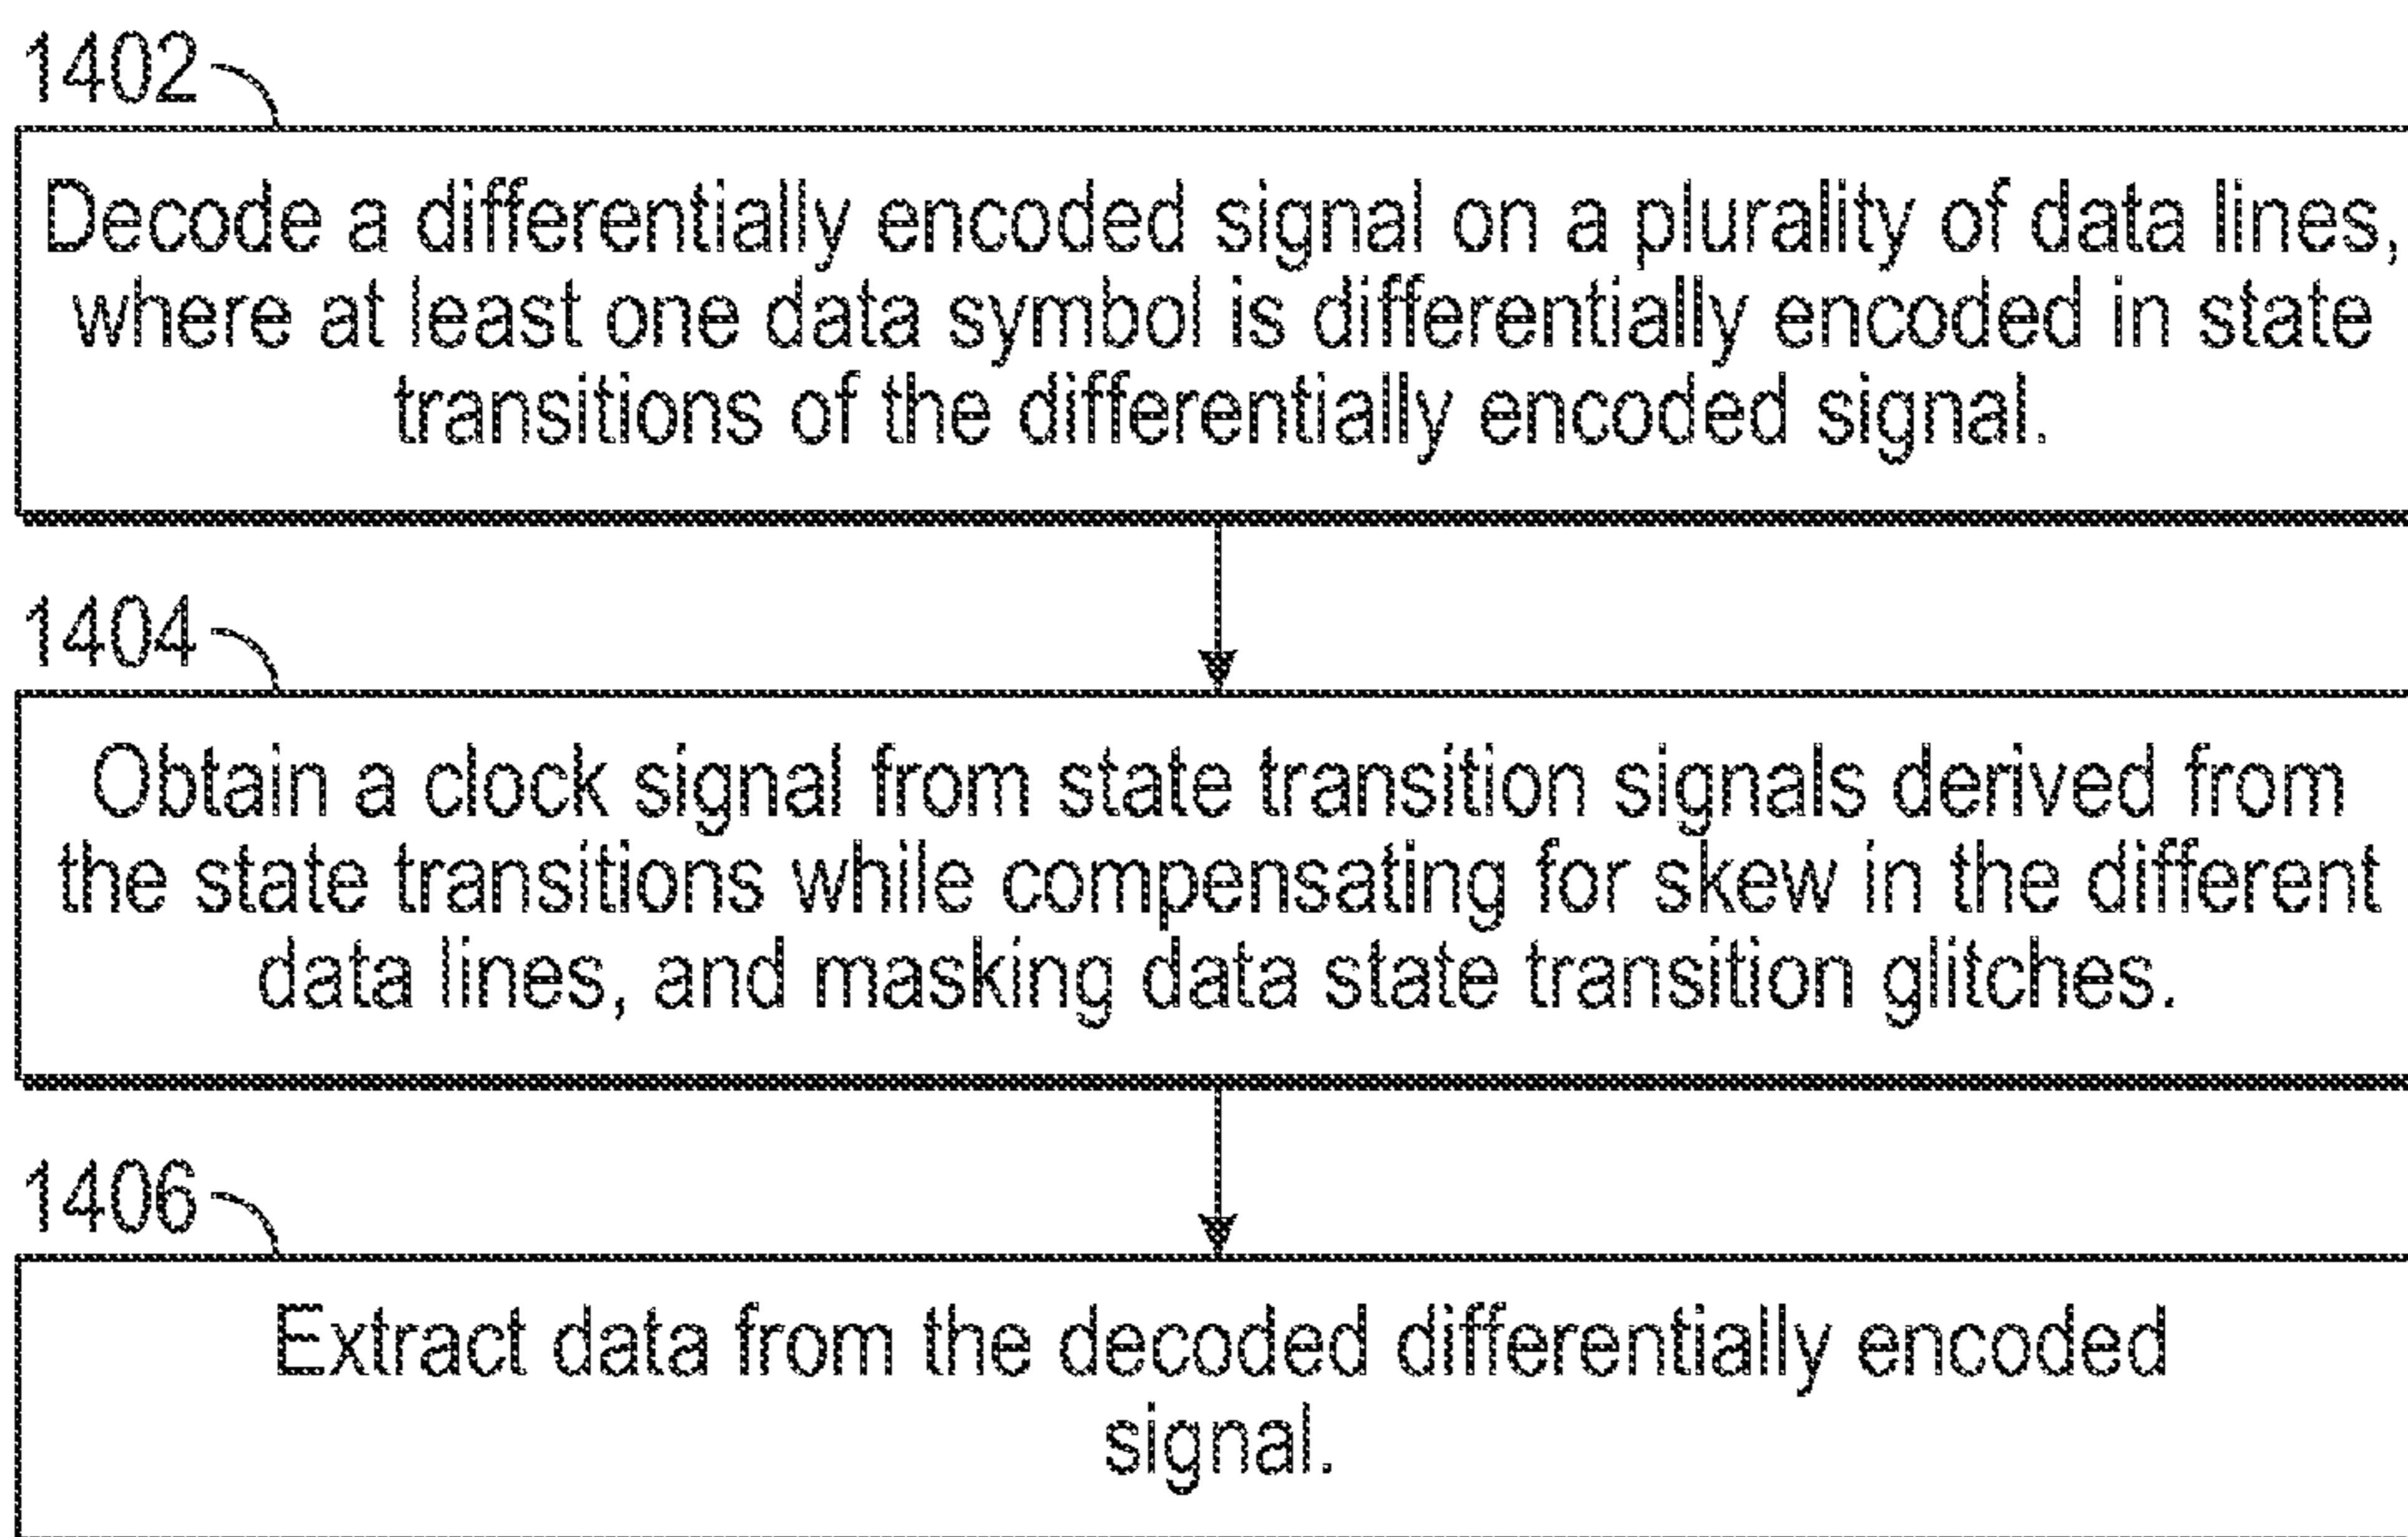 1402
Decode a differentially encoded signal on a plurality of data lines,
where at least one data symbol is differentially encoded in state
transitions of the differentially encoded signal.
1404
Obtain a clock signal from state transition signals derived from
the state transitions while compensating for skew in the different
data lines, and masking data state transition glitches.
1406
Extract data from the decoded differentially encoded
signal.